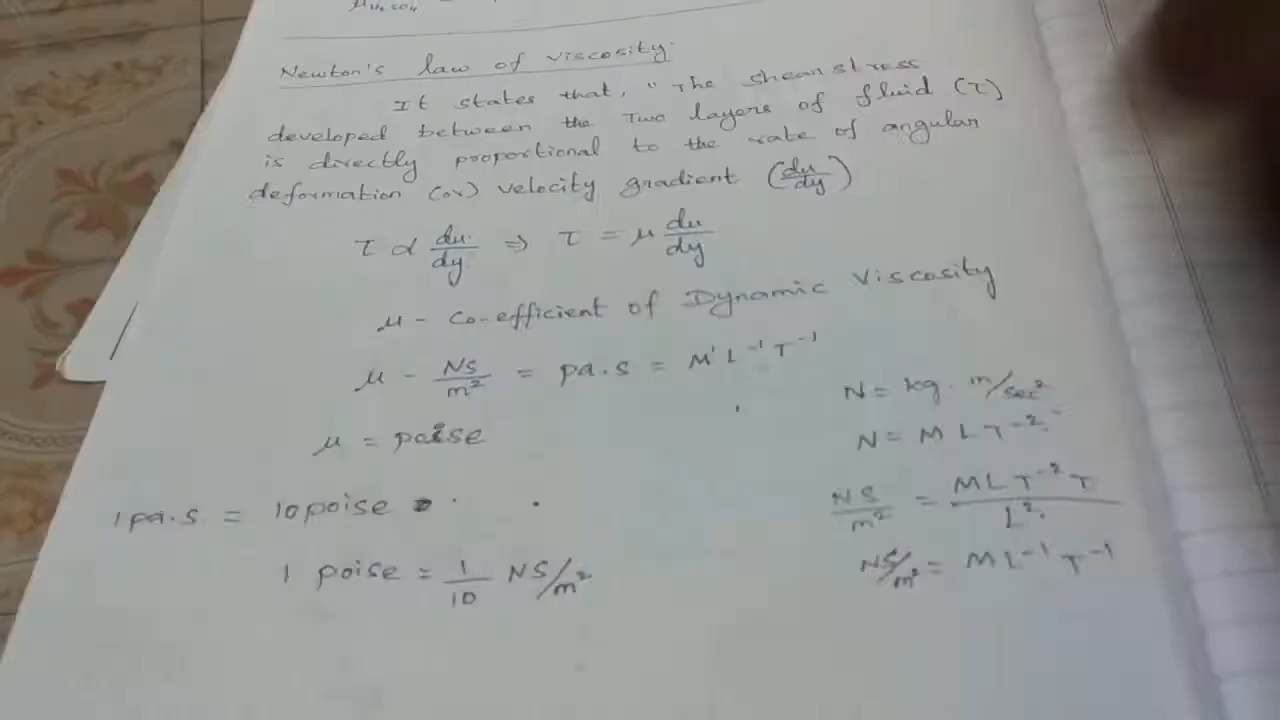 Newton's law of viscosity.
It states that, "The shear stress
developed between the Two layers of fluid (τ)
is directly proportional to the rate of angular
deformation (or) velocity gradient (du/dy)
τ ∝ du/dy ⇒ τ = μ du/dy
μ - Co-efficient of Dynamic Viscosity
μ - NS/m² = pa.s = M¹ L⁻¹ T⁻¹
N = kg. m/sec²
μ = poise
N = M L T⁻².
1 pa.s = 10 poise
NS/m² = MLT⁻² T/L².
1 poise = 1/10 NS/m²
NS/m² = ML⁻¹ T⁻¹